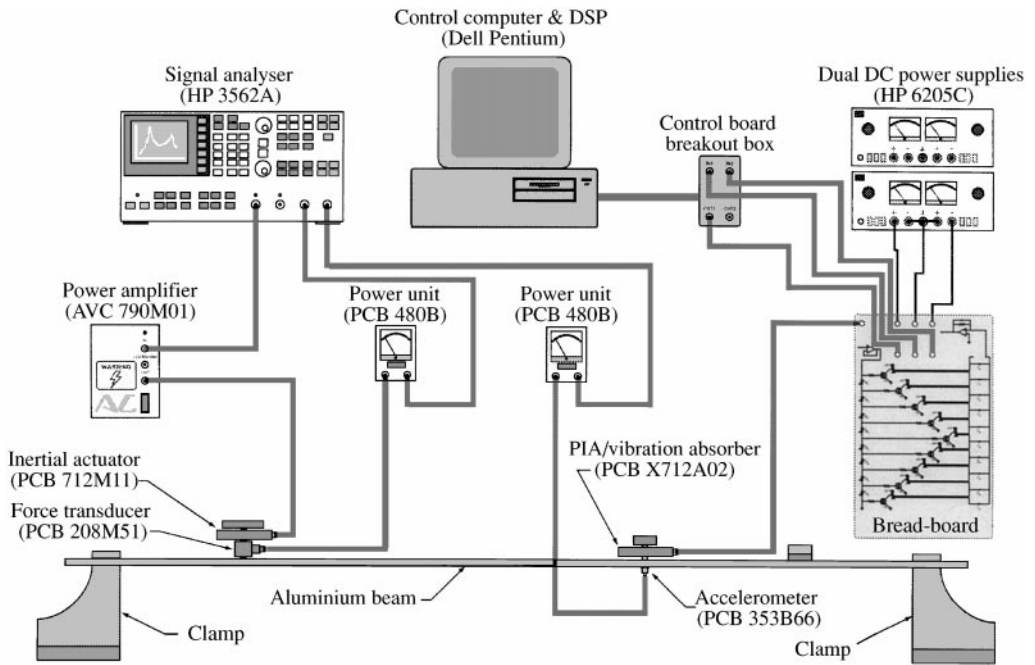 Control computer & DSP
(Dell Pentium)
Signal analyser
(HP 3562A)
Dual DC power supplies
(HP 6205C)
Control board
breakout box
Power amplifier
(AVC 790M01)
Power unit
(PCB 480B)
Power unit
(PCB 480B)
WARNING
PIA/vibration absorber
(PCB X712A02)
Inertial actuator
(PCB 712M11)
Force transducer
(PCB 208M51)
Bread-board
Aluminium beam
Accelerometer
(PCB 353B66)
Clamp
Clamp